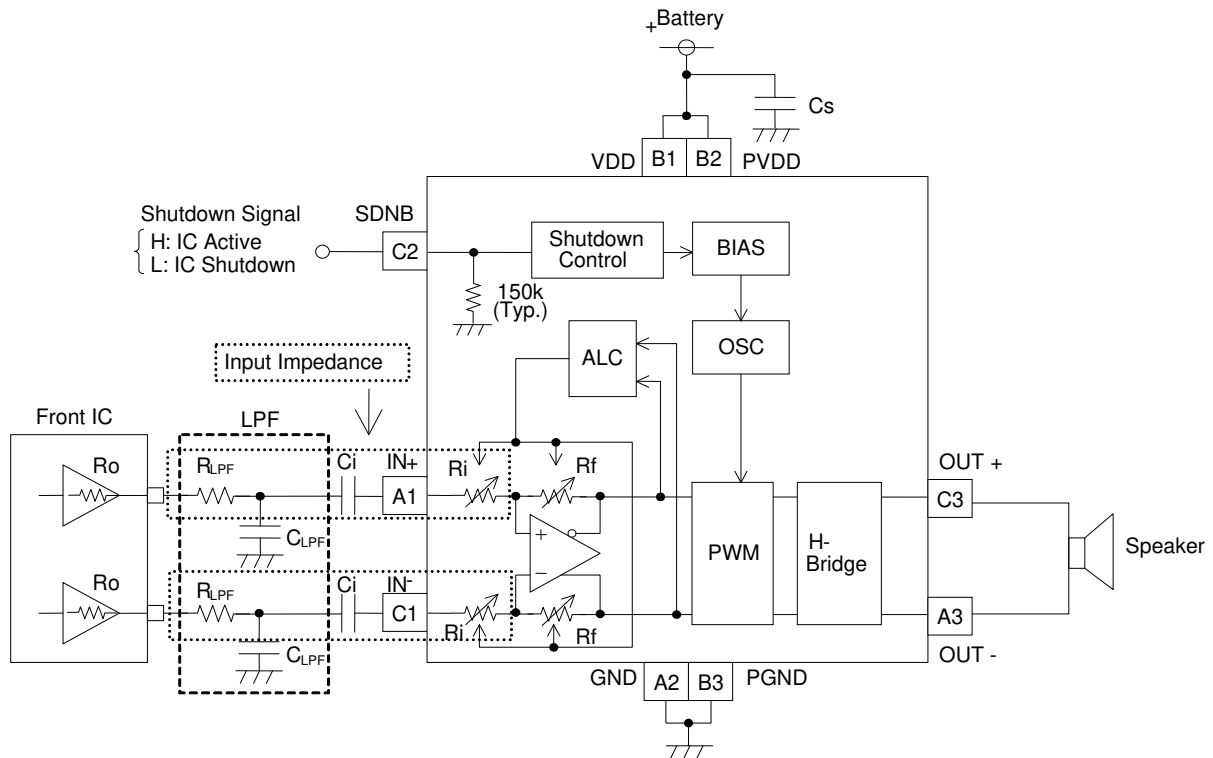 +Battery
Cs
VDD
B1
B2
PVDD
Shutdown Signal
H: IC Active
L: IC Shutdown
SDNB
C2
Shutdown
Control
BIAS
150k
(Typ.)
OSC
ALC
Input Impedance
Front IC
LPF
Ro
RLPF
Ci
IN+
A1
Ri
Rf
CLPF
OUT +
C3
+
−
PWM
H-
Bridge
Speaker
Ro
RLPF
Ci
IN-
C1
Ri
Rf
CLPF
A3
OUT -
GND
A2
B3
PGND